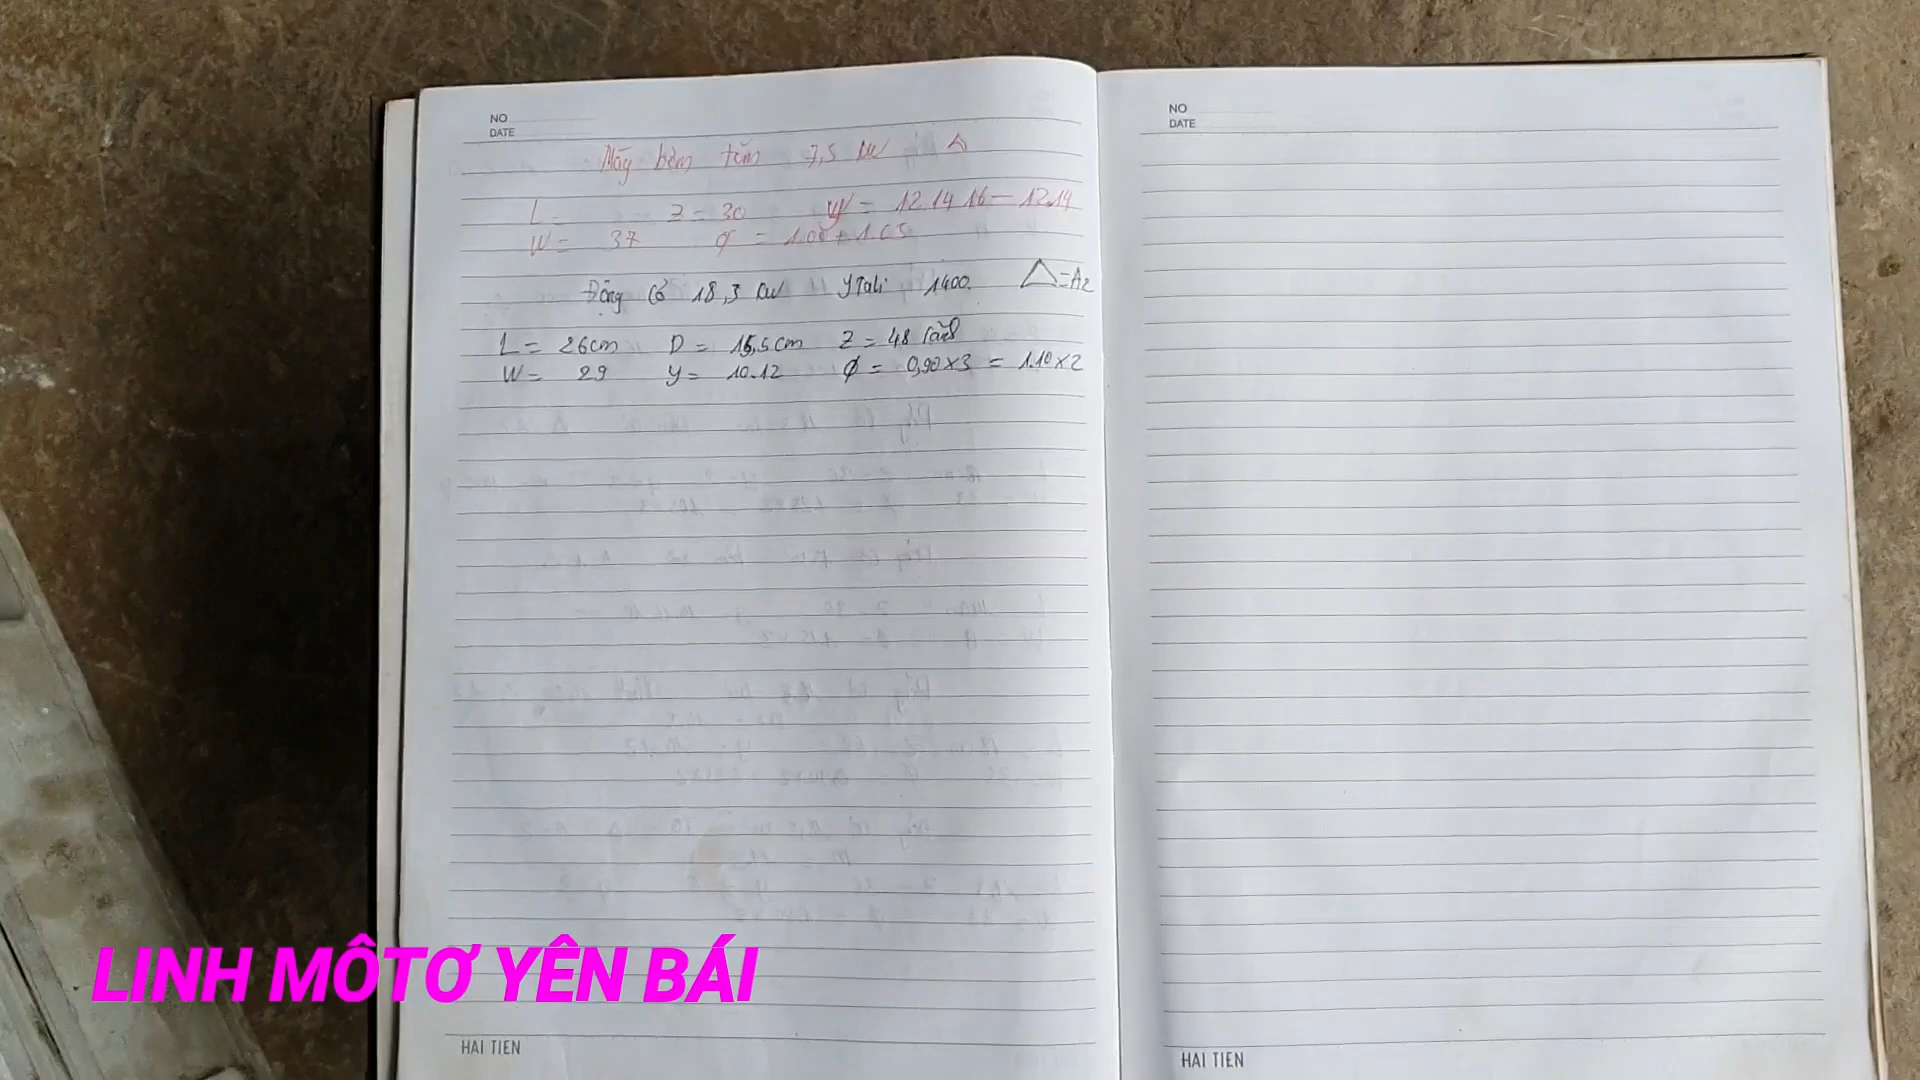 NO
DATE
Máy bơm tõm 7,5 kW △
L = Z = 30 y = 12.14.16 — 12.14
W = 37 Ø = 1.00 + 1.05
Động cơ 18,3 kW YTali 1400. △ = A2
L = 26cm D = 15,5cm Z = 48 rãnh
W = 29 y = 10.12 Ø = 0,90 x 3 = 1.10 x 2
HAI TIEN
NO
DATE
HAI TIEN
LINH MÔTƠ YÊN BÁI